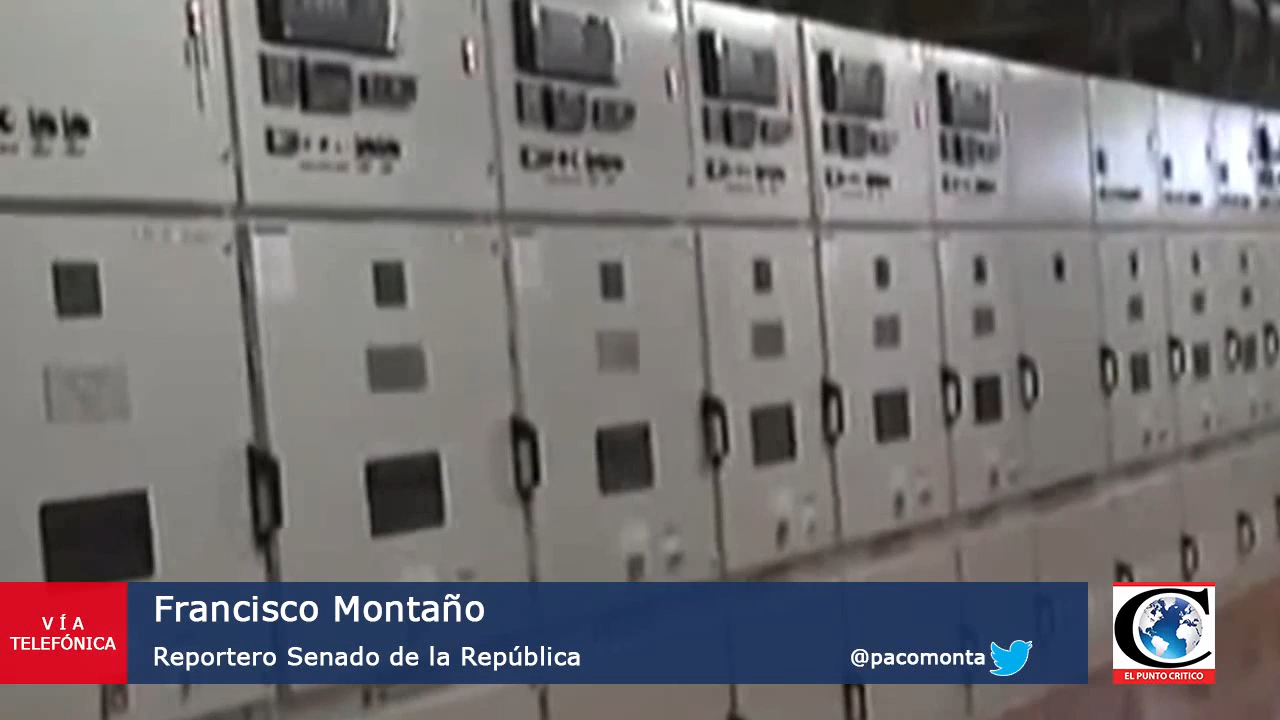 VÍA
TELEFÓNICA
Francisco Montaño
Reportero Senado de la República
@pacomonta
C
EL PUNTO CRITICO